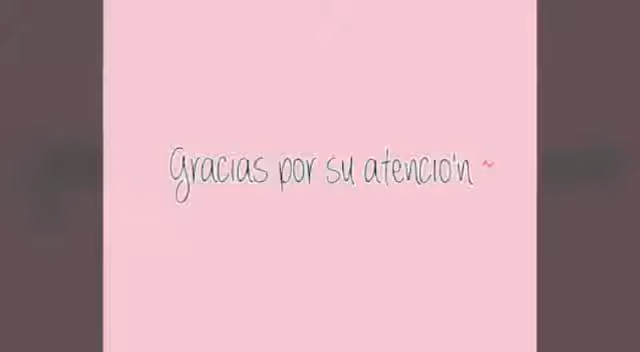 Gracias por su atención ~